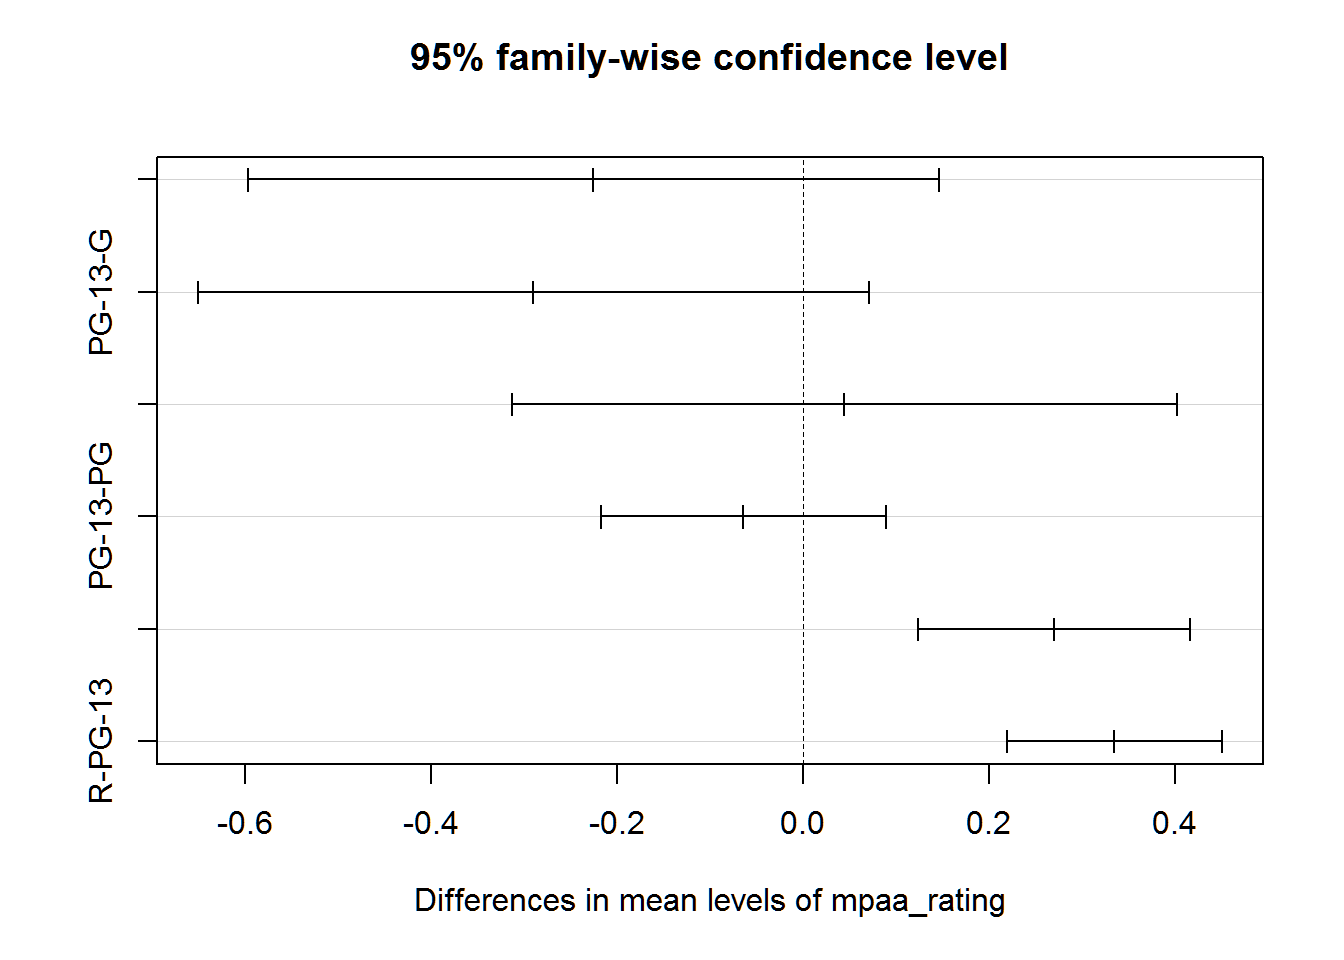 95% family-wise confidence level
PG-13-G
PG-13-PG
R-PG-13
-0.6 -0.4 -0.2 0.0 0.2 0.4
Differences in mean levels of mpaa_rating